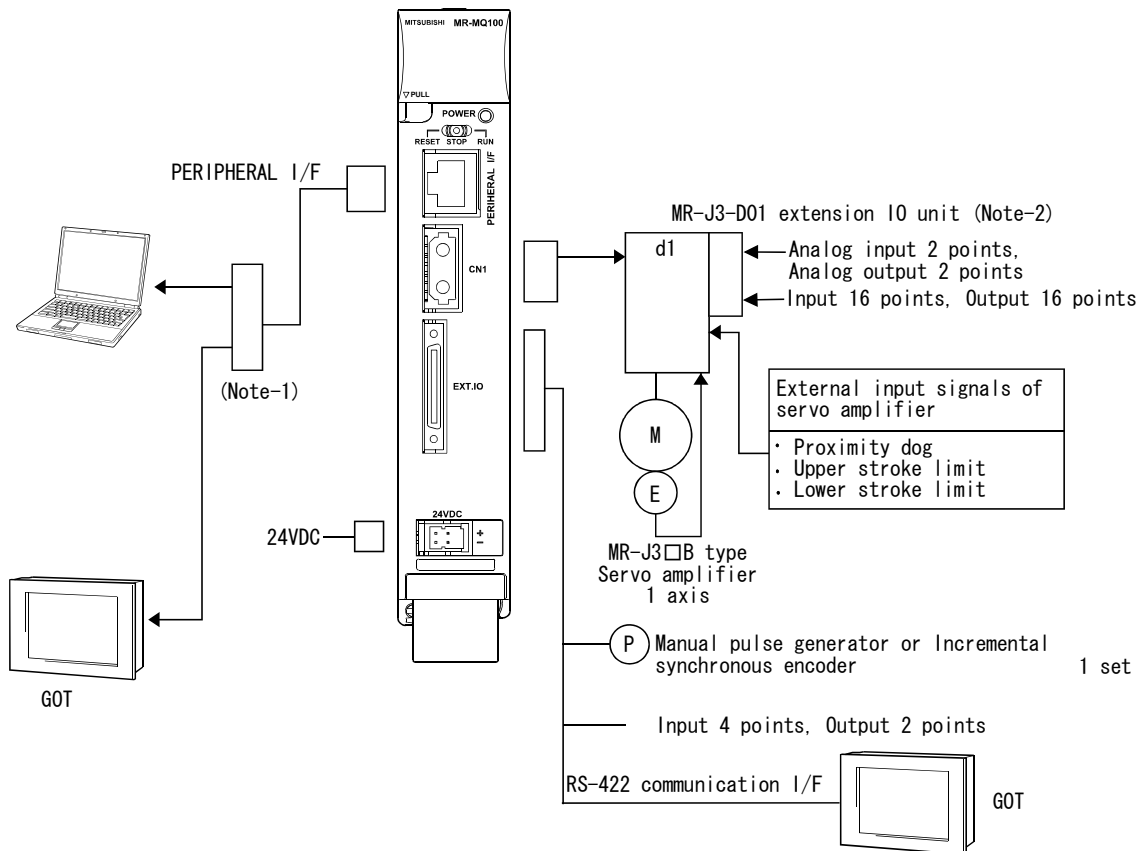 MITSUBISHI MR-MQ100
▽PULL
POWER
RESET STOP RUN
PERIHERAL I/F
CN1
EXT.IO
24VDC
+
−
PERIPHERAL I/F
(Note-1)
24VDC
GOT
MR-J3-D01 extension IO unit (Note-2)
d1
Analog input 2 points,
Analog output 2 points
Input 16 points, Output 16 points
External input signals of
servo amplifier
· Proximity dog
· Upper stroke limit
· Lower stroke limit
M
E
MR-J3□B type
Servo amplifier
1 axis
P
Manual pulse generator or Incremental
synchronous encoder 1 set
Input 4 points, Output 2 points
RS-422 communication I/F
GOT